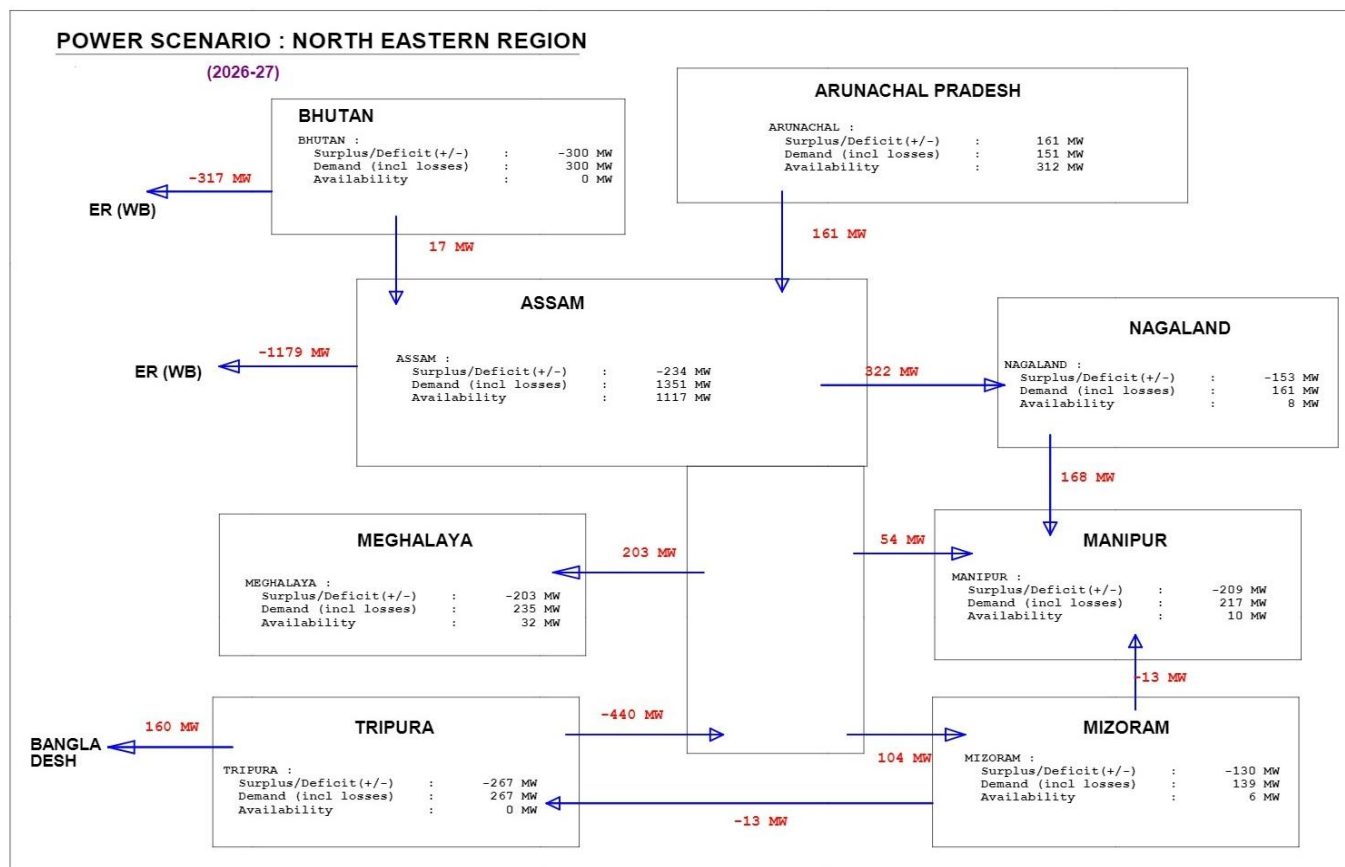 POWER SCENARIO : NORTH EASTERN REGION
(2026-27)
BHUTAN
BHUTAN :
Surplus/Deficit(+/-) : -300 MW
Demand (incl losses) : 300 MW
Availability : 0 MW
-317 MW
ER (WB)
17 MW
ARUNACHAL PRADESH
ARUNACHAL :
Surplus/Deficit(+/-) : 161 MW
Demand (incl losses) : 151 MW
Availability : 312 MW
161 MW
ASSAM
ASSAM :
Surplus/Deficit(+/-) : -234 MW
Demand (incl losses) : 1351 MW
Availability : 1117 MW
-1179 MW
ER (WB)
322 MW
NAGALAND
NAGALAND :
Surplus/Deficit(+/-) : -153 MW
Demand (incl losses) : 161 MW
Availability : 8 MW
168 MW
MEGHALAYA
MEGHALAYA :
Surplus/Deficit(+/-) : -203 MW
Demand (incl losses) : 235 MW
Availability : 32 MW
203 MW
54 MW
MANIPUR
MANIPUR :
Surplus/Deficit(+/-) : -209 MW
Demand (incl losses) : 217 MW
Availability : 10 MW
-13 MW
TRIPURA
TRIPURA :
Surplus/Deficit(+/-) : -267 MW
Demand (incl losses) : 267 MW
Availability : 0 MW
160 MW
BANGLA
DESH
-440 MW
104 MW
MIZORAM
MIZORAM :
Surplus/Deficit(+/-) : -130 MW
Demand (incl losses) : 139 MW
Availability : 6 MW
-13 MW